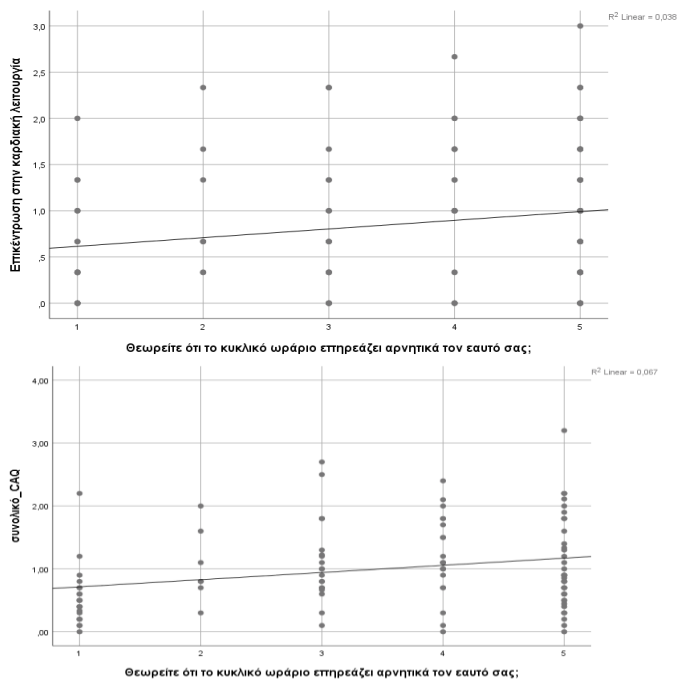 R2 Linear = 0,038
Επικέντρωση στην καρδιακή λειτουργία
3,0
2,5
2,0
1,5
1,0
,5
,0
1 2 3 4 5
Θεωρείτε ότι το κυκλικό ωράριο επηρεάζει αρνητικά τον εαυτό σας;
R2 Linear = 0,067
συνολικό_CAQ
4,00
3,00
2,00
1,00
,00
1 2 3 4 5
Θεωρείτε ότι το κυκλικό ωράριο επηρεάζει αρνητικά τον εαυτό σας;